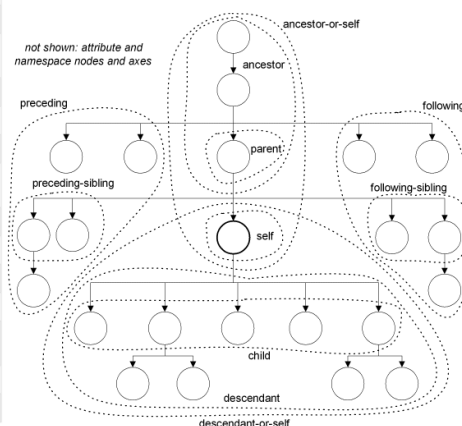 ancestor-or-self
not shown: attribute and
namespace nodes and axes
ancestor
preceding
following
parent
preceding-sibling
following-sibling
self
child
descendant
descendant-or-self